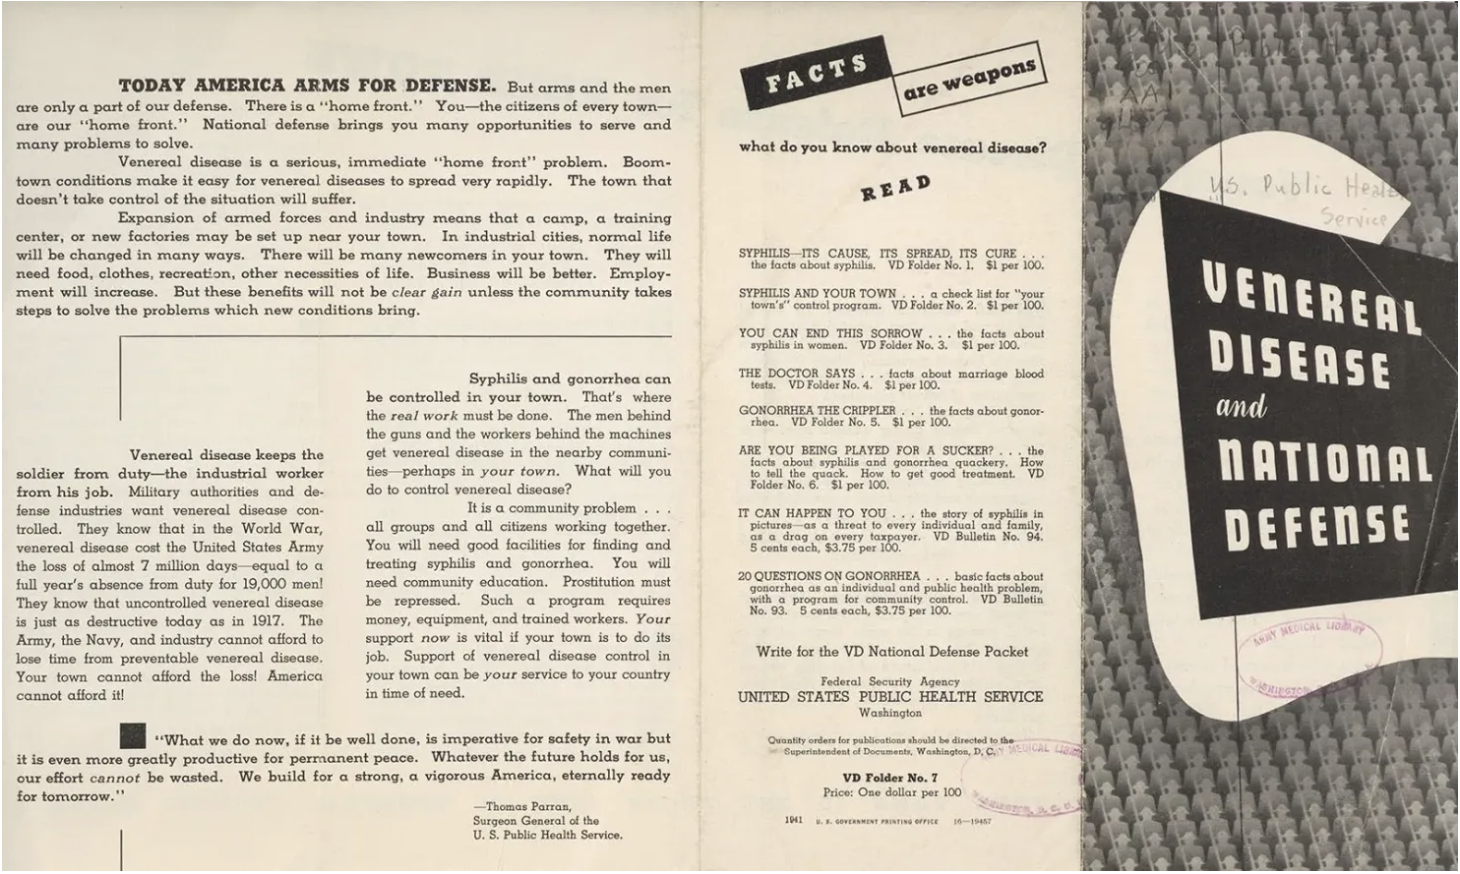 TODAY AMERICA ARMS FOR DEFENSE. But arms and the men
are only a part of our defense. There is a "home front." You—the citizens of every town—
are our "home front." National defense brings you many opportunities to serve and
many problems to solve.
Venereal disease is a serious, immediate "home front" problem. Boom-
town conditions make it easy for venereal diseases to spread very rapidly. The town that
doesn't take control of the situation will suffer.
Expansion of armed forces and industry means that a camp, a training
center, or new factories may be set up near your town. In industrial cities, normal life
will be changed in many ways. There will be many newcomers in your town. They will
need food, clothes, recreation, other necessities of life. Business will be better. Employ-
ment will increase. But these benefits will not be clear gain unless the community takes
steps to solve the problems which new conditions bring.
Venereal disease keeps the
soldier from duty—the industrial worker
from his job. Military authorities and de-
fense industries want venereal disease con-
trolled. They know that in the World War,
venereal disease cost the United States Army
the loss of almost 7 million days—equal to a
full year's absence from duty for 19,000 men!
They know that uncontrolled venereal disease
is just as destructive today as in 1917. The
Army, the Navy, and industry cannot afford to
lose time from preventable venereal disease.
Your town cannot afford the loss! America
cannot afford it!
Syphilis and gonorrhea can
be controlled in your town. That's where
the real work must be done. The men behind
the guns and the workers behind the machines
get venereal disease in the nearby communi-
ties—perhaps in your town. What will you
do to control venereal disease?
It is a community problem . . .
all groups and all citizens working together.
You will need good facilities for finding and
treating syphilis and gonorrhea. You will
need community education. Prostitution must
be repressed. Such a program requires
money, equipment, and trained workers. Your
support now is vital if your town is to do its
job. Support of venereal disease control in
your town can be your service to your country
in time of need.
"What we do now, if it be well done, is imperative for safety in war but
it is even more greatly productive for permanent peace. Whatever the future holds for us,
our effort cannot be wasted. We build for a strong, a vigorous America, eternally ready
for tomorrow."
—Thomas Parran,
Surgeon General of the
U. S. Public Health Service.
FACTS
are weapons
what do you know about venereal disease?
READ
SYPHILIS—ITS CAUSE, ITS SPREAD, ITS CURE . . .
the facts about syphilis. VD Folder No. 1. $1 per 100.
SYPHILIS AND YOUR TOWN . . . a check list for "your
town's" control program. VD Folder No. 2. $1 per 100.
YOU CAN END THIS SORROW . . . the facts about
syphilis in women. VD Folder No. 3. $1 per 100.
THE DOCTOR SAYS . . . facts about marriage blood
tests. VD Folder No. 4. $1 per 100.
GONORRHEA THE CRIPPLER . . . the facts about gonor-
rhea. VD Folder No. 5. $1 per 100.
ARE YOU BEING PLAYED FOR A SUCKER? . . . the
facts about syphilis and gonorrhea quackery. How
to tell the quack. How to get good treatment. VD
Folder No. 6. $1 per 100.
IT CAN HAPPEN TO YOU . . . the story of syphilis in
pictures—as a threat to every individual and family,
as a drag on every taxpayer. VD Bulletin No. 94.
5 cents each, $3.75 per 100.
20 QUESTIONS ON GONORRHEA . . . basic facts about
gonorrhea as an individual and public health problem,
with a program for community control. VD Bulletin
No. 93. 5 cents each, $3.75 per 100.
Write for the VD National Defense Packet
Federal Security Agency
UNITED STATES PUBLIC HEALTH SERVICE
Washington
Quantity orders for publications should be directed to the
Superintendent of Documents, Washington, D. C.
VD Folder No. 7
Price: One dollar per 100
1941 U. S. GOVERNMENT PRINTING OFFICE 16—19457
MEDICAL
WASHINGTON, D. C.
U.S. Public Health
Service
VENEREAL
DISEASE
and
NATIONAL
DEFENSE
ARMY MEDICAL LIBRARY
WASHINGTON